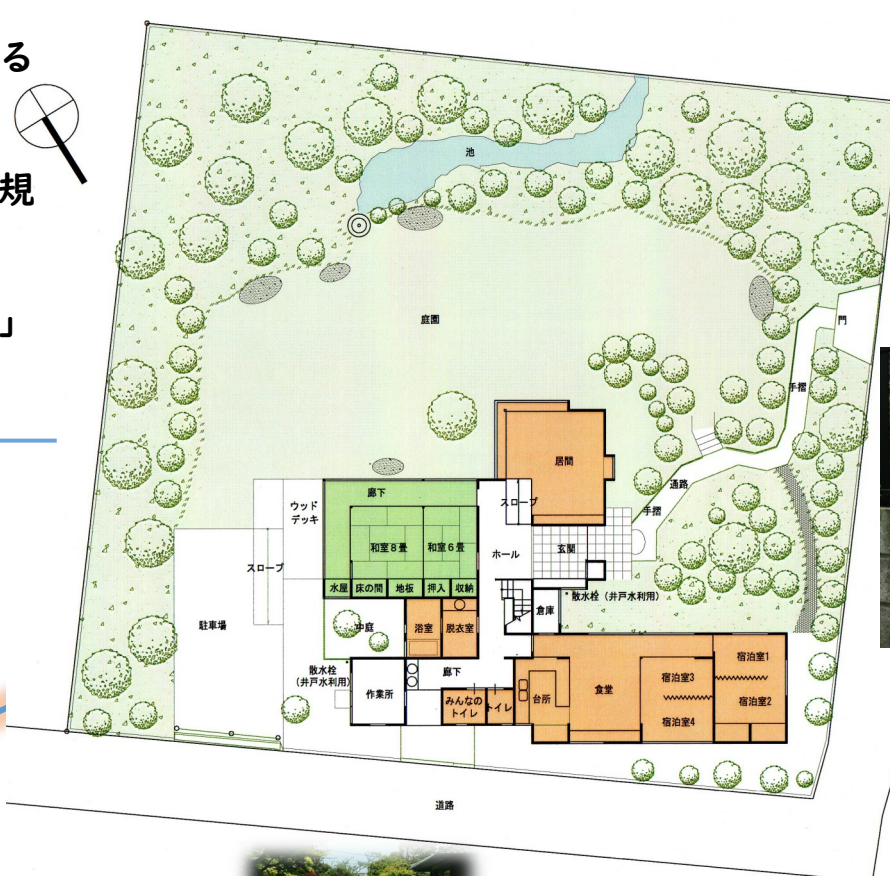 る
規
」
池
庭園
門
手摺
居間
通路
廊下
スロープ
手摺
ウッド
デッキ
和室8畳
和室6畳
ホール
玄関
スロープ
水屋
床の間
地板
押入
収納
散水栓(井戸水利用)
倉庫
駐車場
中庭
浴室
脱衣室
散水栓
(井戸水利用)
廊下
作業所
みんなの
トイレ
トイレ
台所
食堂
宿泊室1
宿泊室3
宿泊室2
宿泊室4
道路